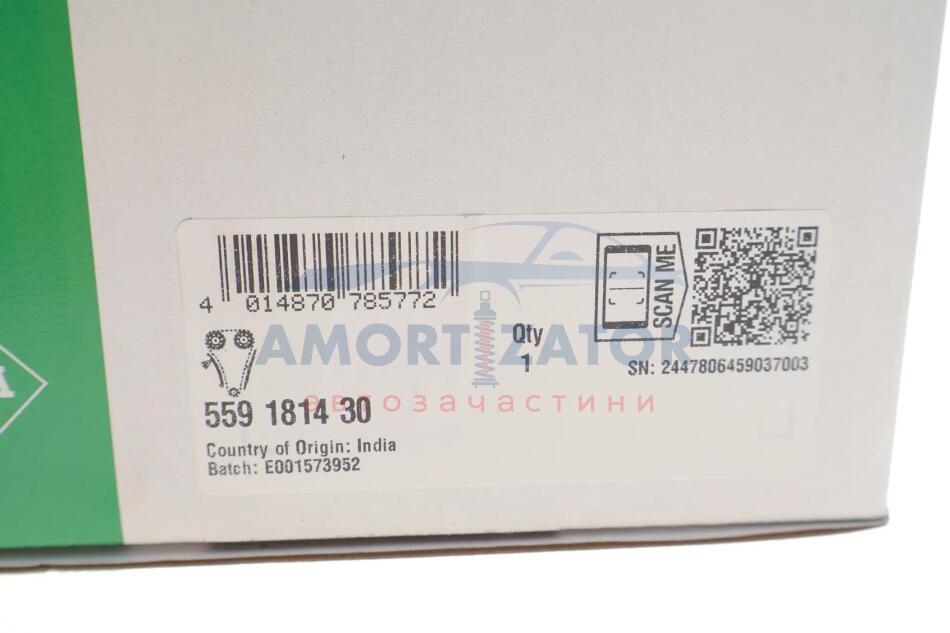 4 014870 785772
SCAN ME
Qty
1
SN: 2447806459037003
AMORTIZATOR
автозачастини
559 1814 30
Country of Origin: India
Batch: E001573952